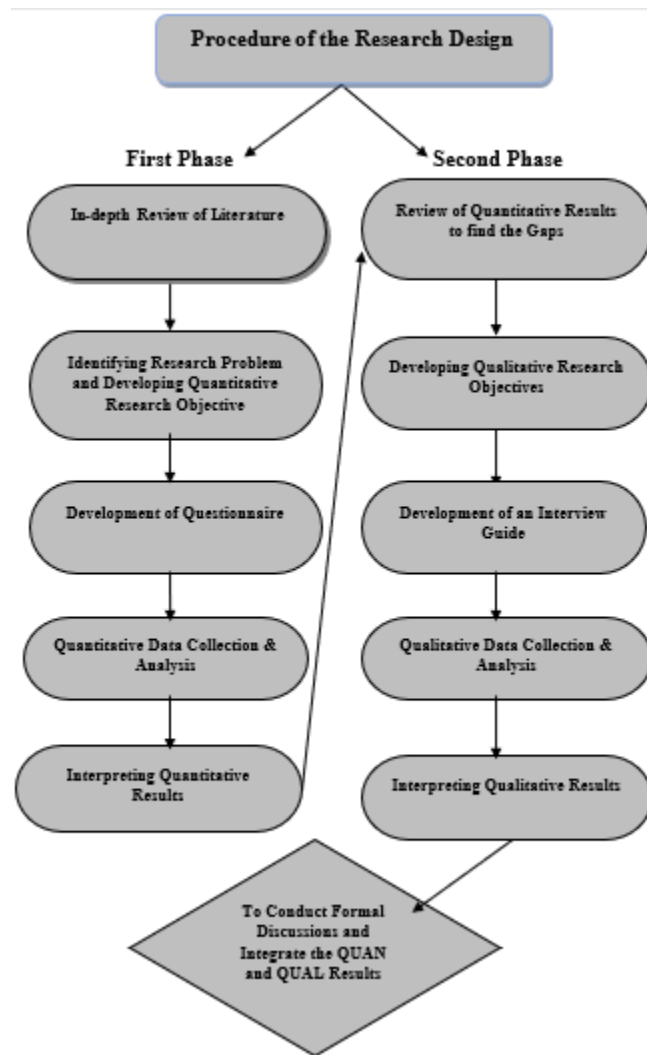 Procedure of the Research Design
First Phase
In-depth Review of Literature
Identifying Research Problem
and Developing Quantitative
Research Objective
Development of Questionnaire
Quantitative Data Collection &
Analysis
Interpreting Quantitative
Results
Second Phase
Review of Quantitative Results
to find the Gaps
Developing Qualitative Research
Objectives
Development of an Interview
Guide
Qualitative Data Collection &
Analysis
Interpreting Qualitative Results
To Conduct Formal
Discussions and
Integrate the QUAN
and QUAL Results